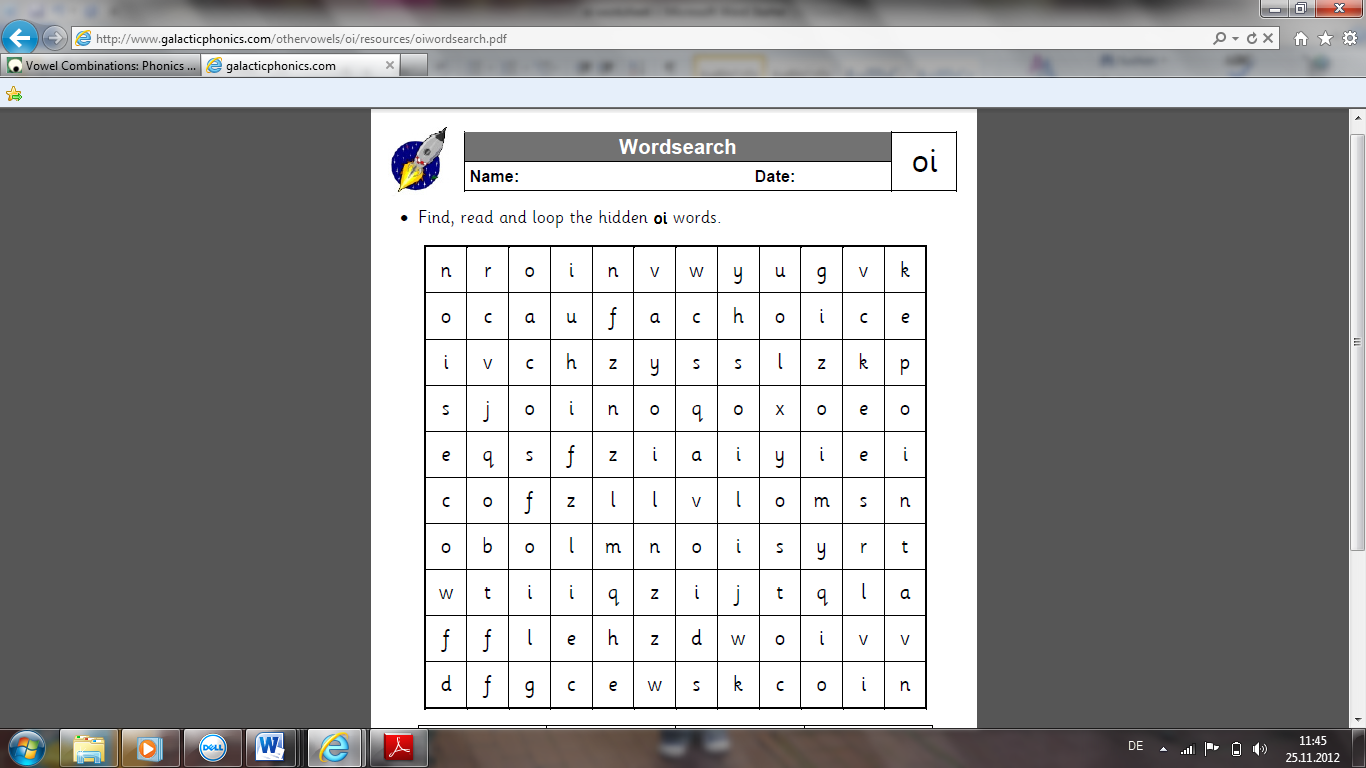 http://www.galacticphonics.com/othervowels/oi/resources/oiwordsearch.pdf
Vowel Combinations: Phonics ...
galacticphonics.com
Wordsearch
oi
Name: Date:
• Find, read and loop the hidden oi words.
n r o i n v w y u g v k
o c a u f a c h o i c e
i v c h z y s s l z k p
s j o i n o q o x o e o
e q s f z i a i y i e i
c o f z l l v l o m s n
o b o l m n o i s y r t
w t i i q z i j t q l a
f f l e h z d w o i v v
d f g c e w s k c o i n
DELL
DE
11:45
25.11.2012